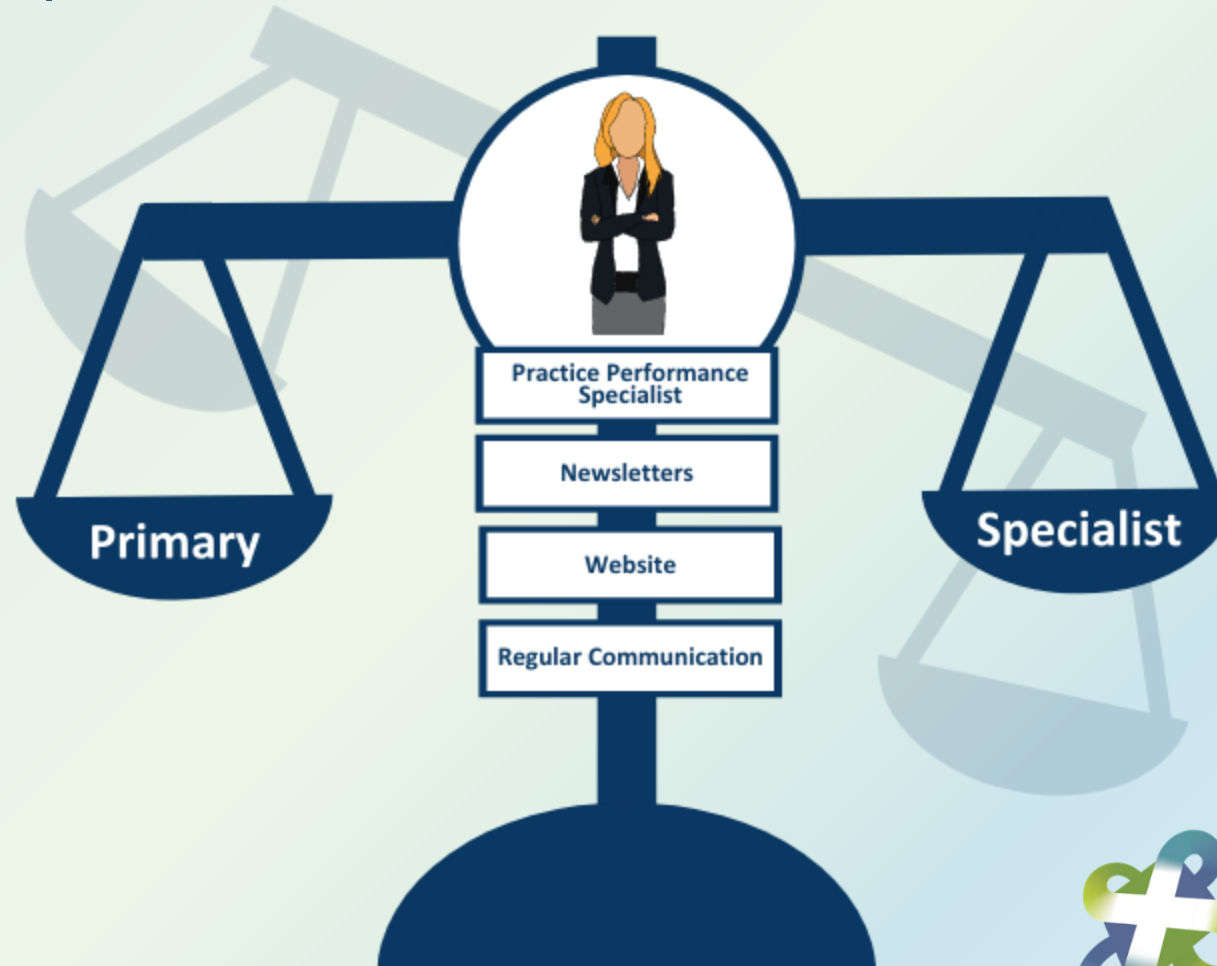 Practice Performance
Specialist
Newsletters
Website
Regular Communication
Primary
Specialist